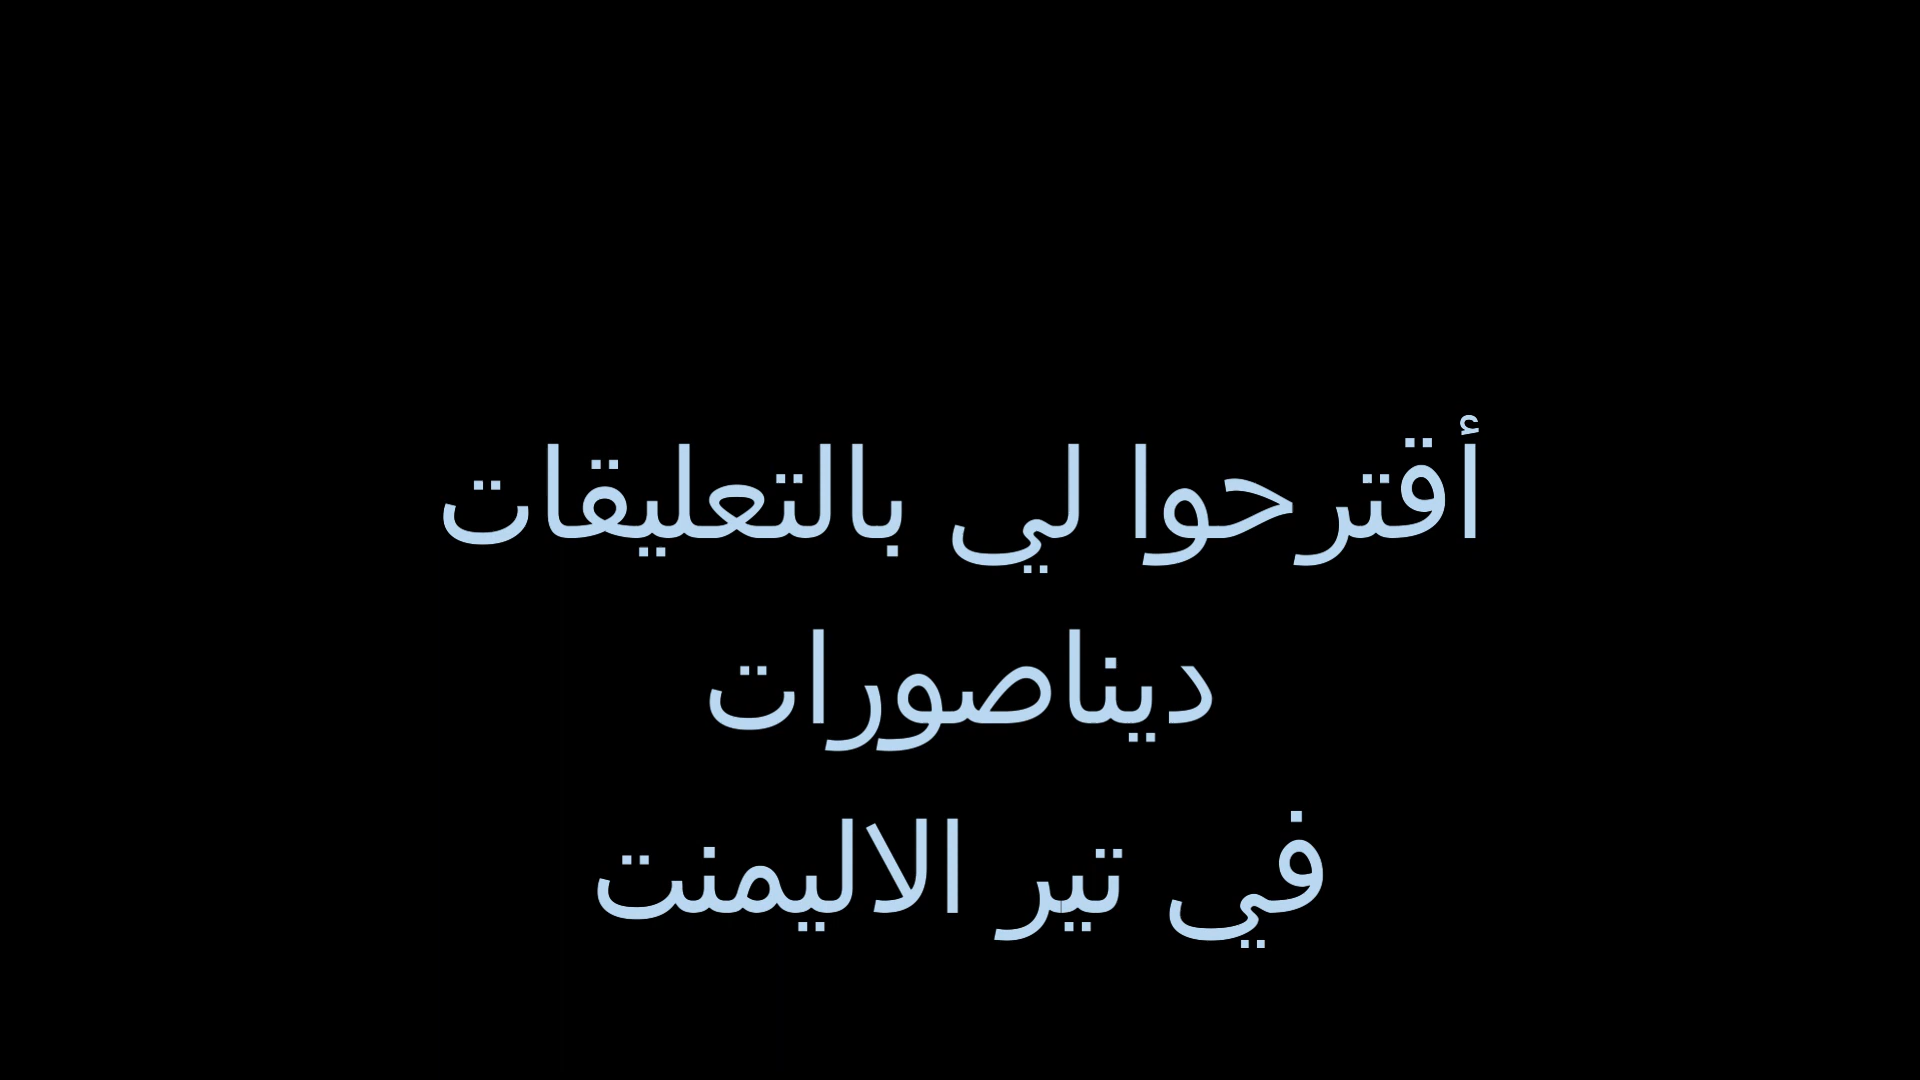 أقترحوا لي بالتعليقات
ديناصورات
في تير الاليمنت